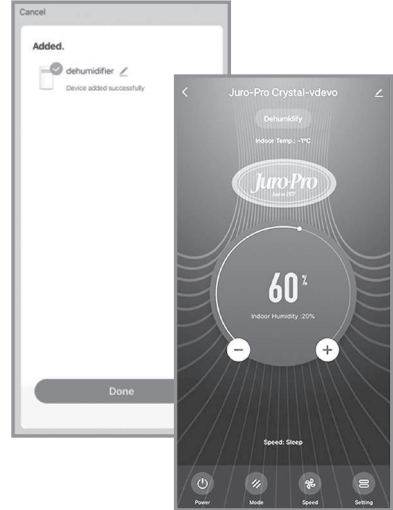 Cancel
Added.
dehumidifier
Device added successfully
Done
Juro-Pro Crystal-vdevo
Dehumidify
Indoor Temp.: -1°C
Juro-Pro
60%
Indoor Humidity :20%
Speed: Sleep
Power Mode Speed Setting